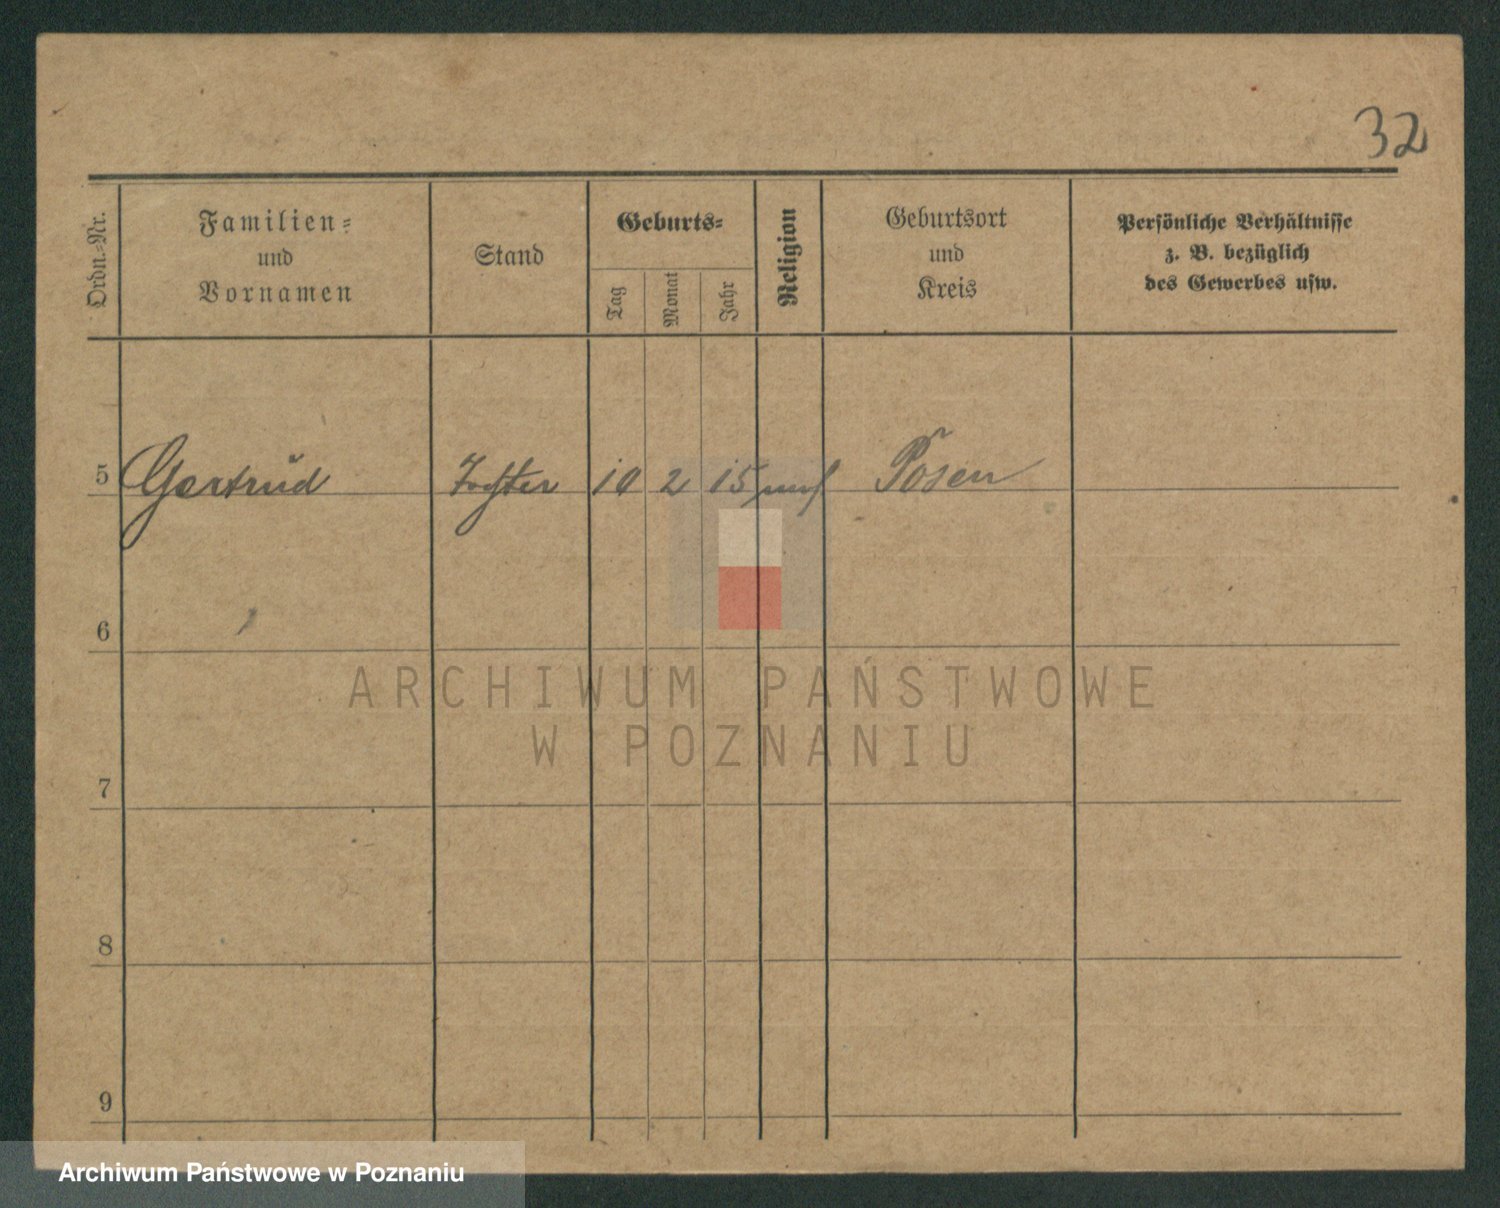 32
Ordn.-Nr.
Familien-
und
Vornamen
Stand
Geburts-
Tag
Monat
Jahr
Religion
Geburtsort
und
Kreis
Persönliche Verhältnisse
z. B. bezüglich
des Gewerbes usw.
5 Gertrud Tochter 10 2 15 Posen
6
7
8
9
ARCHIWUM PAŃSTWOWE
W POZNANIU
Archiwum Państwowe w Poznaniu